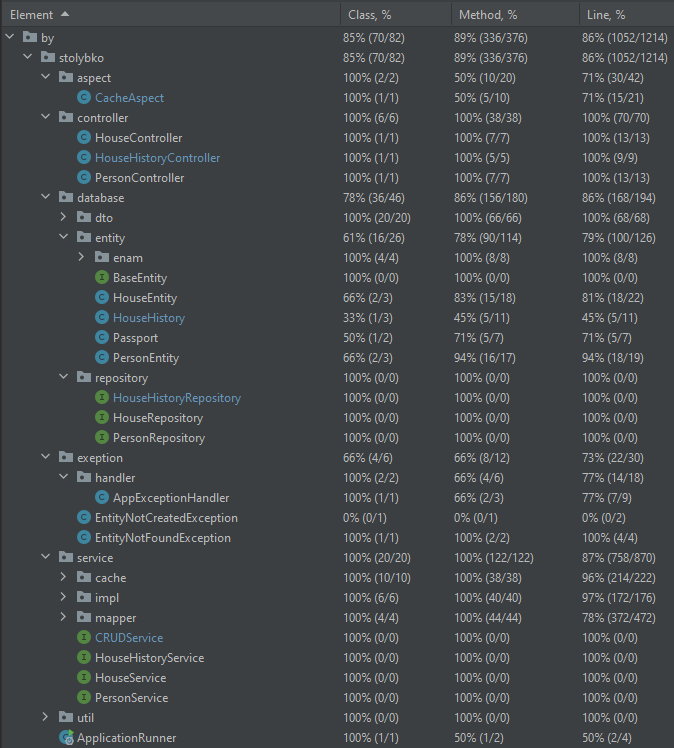 Element Class, % Method, % Line, %
by 85% (70/82) 89% (336/376) 86% (1052/1214)
stolybko 85% (70/82) 89% (336/376) 86% (1052/1214)
aspect 100% (2/2) 50% (10/20) 71% (30/42)
CacheAspect 100% (1/1) 50% (5/10) 71% (15/21)
controller 100% (6/6) 100% (38/38) 100% (70/70)
HouseController 100% (1/1) 100% (7/7) 100% (13/13)
HouseHistoryController 100% (1/1) 100% (5/5) 100% (9/9)
PersonController 100% (1/1) 100% (7/7) 100% (13/13)
database 78% (36/46) 86% (156/180) 86% (168/194)
dto 100% (20/20) 100% (66/66) 100% (68/68)
entity 61% (16/26) 78% (90/114) 79% (100/126)
enam 100% (4/4) 100% (8/8) 100% (8/8)
BaseEntity 100% (0/0) 100% (0/0) 100% (0/0)
HouseEntity 66% (2/3) 83% (15/18) 81% (18/22)
HouseHistory 33% (1/3) 45% (5/11) 45% (5/11)
Passport 50% (1/2) 71% (5/7) 71% (5/7)
PersonEntity 66% (2/3) 94% (16/17) 94% (18/19)
repository 100% (0/0) 100% (0/0) 100% (0/0)
HouseHistoryRepository 100% (0/0) 100% (0/0) 100% (0/0)
HouseRepository 100% (0/0) 100% (0/0) 100% (0/0)
PersonRepository 100% (0/0) 100% (0/0) 100% (0/0)
exeption 66% (4/6) 66% (8/12) 73% (22/30)
handler 100% (2/2) 66% (4/6) 77% (14/18)
AppExceptionHandler 100% (1/1) 66% (2/3) 77% (7/9)
EntityNotCreatedException 0% (0/1) 0% (0/1) 0% (0/2)
EntityNotFoundException 100% (1/1) 100% (2/2) 100% (4/4)
service 100% (20/20) 100% (122/122) 87% (758/870)
cache 100% (10/10) 100% (38/38) 96% (214/222)
impl 100% (6/6) 100% (40/40) 97% (172/176)
mapper 100% (4/4) 100% (44/44) 78% (372/472)
CRUDService 100% (0/0) 100% (0/0) 100% (0/0)
HouseHistoryService 100% (0/0) 100% (0/0) 100% (0/0)
HouseService 100% (0/0) 100% (0/0) 100% (0/0)
PersonService 100% (0/0) 100% (0/0) 100% (0/0)
util 100% (0/0) 100% (0/0) 100% (0/0)
ApplicationRunner 100% (1/1) 50% (1/2) 50% (2/4)